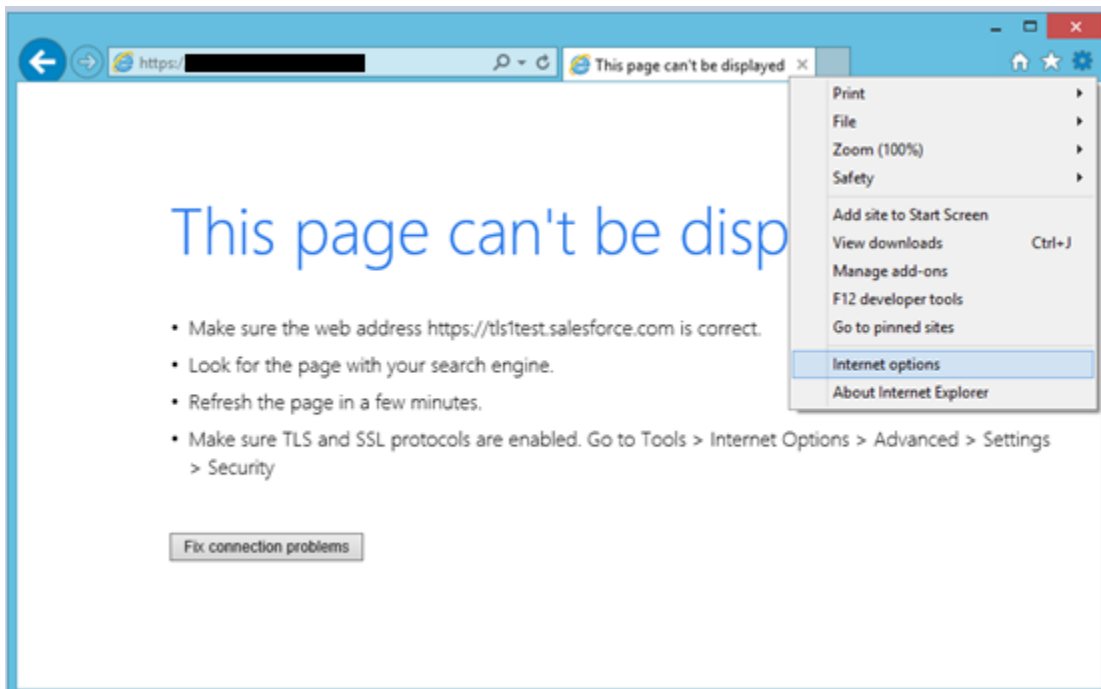 https:/
This page can't be displayed
Print
File
Zoom (100%)
Safety
Add site to Start Screen
View downloads Ctrl+J
Manage add-ons
F12 developer tools
Go to pinned sites
Internet options
About Internet Explorer
This page can't be disp
• Make sure the web address https://tls1test.salesforce.com is correct.
• Look for the page with your search engine.
• Refresh the page in a few minutes.
• Make sure TLS and SSL protocols are enabled. Go to Tools > Internet Options > Advanced > Settings
> Security
Fix connection problems